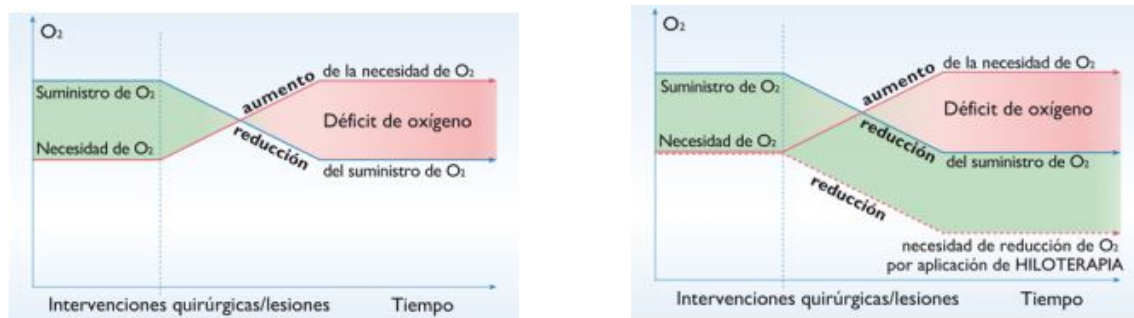 O₂
de la necesidad de O₂
aumento
Suministro de O₂
Déficit de oxígeno
reducción
Necesidad de O₂
del suministro de O₂
Intervenciones quirúrgicas/lesiones
Tiempo
O₂
de la necesidad de O₂
aumento
Suministro de O₂
Déficit de oxígeno
reducción
Necesidad de O₂
del suministro de O₂
reducción
necesidad de reducción de O₂
por aplicación de HILOTERAPIA
Intervenciones quirúrgicas/lesiones
Tiempo